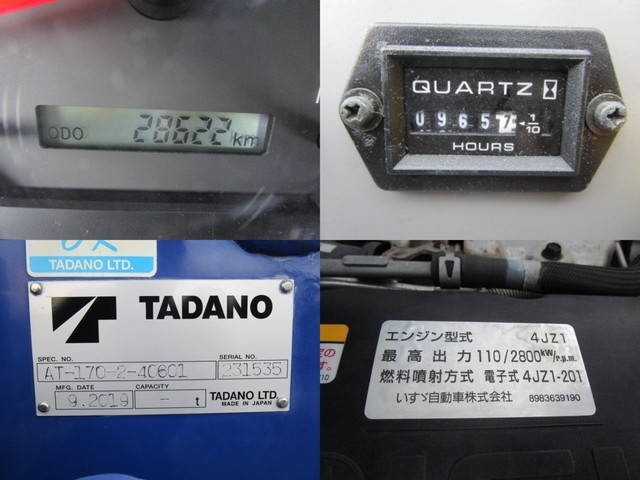 ODO 28622 km
QUARTZ
0965 7 1/10
HOURS
TADANO LTD.
TADANO
SPEC. NO. SERIAL NO.
AT-170-2-40601 231535
MFG. DATE CAPACITY
9.2019 - t TADANO LTD.
MADE IN JAPAN
エンジン型式 4JZ1
最高出力 110/2800kW/r.p.m.
燃料噴射方式 電子式 4JZ1-201
いすゞ自動車株式会社 8983639190